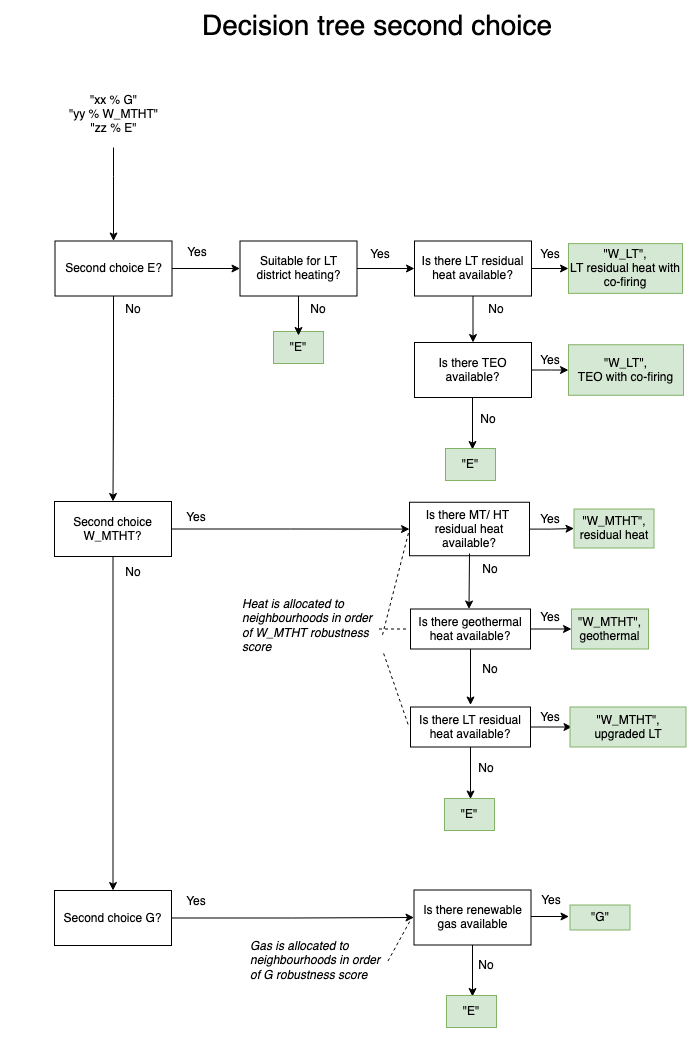 Decision tree second choice
"xx % G"
"yy % W_MTHT"
"zz % E"
Second choice E?
Yes
Suitable for LT
district heating?
Yes
Is there LT residual
heat available?
Yes
"W_LT",
LT residual heat with
co-firing
No
No
No
"E"
Is there TEO
available?
Yes
"W_LT",
TEO with co-firing
No
"E"
Second choice
W_MTHT?
Yes
Is there MT/ HT
residual heat
available?
Yes
"W_MTHT",
residual heat
No
No
Heat is allocated to
neighbourhoods in order
of W_MTHT robustness
score
Is there geothermal
heat available?
Yes
"W_MTHT",
geothermal
No
Is there LT residual
heat available?
Yes
"W_MTHT",
upgraded LT
No
"E"
Second choice G?
Yes
Is there renewable
gas available
Yes
"G"
Gas is allocated to
neighbourhoods in order
of G robustness score
No
"E"